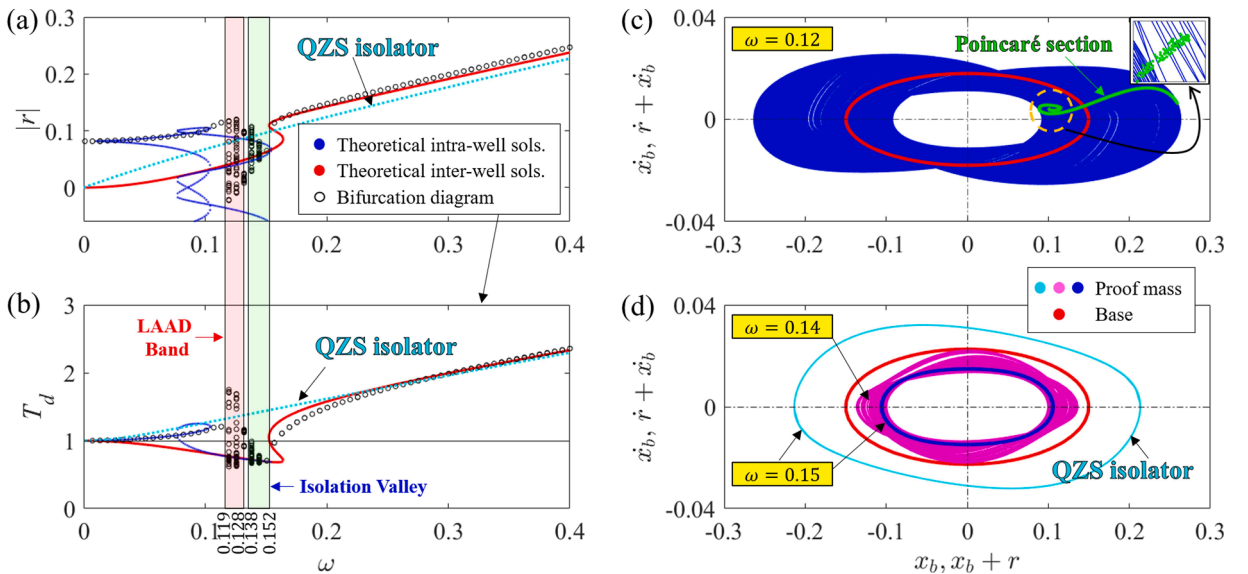 (a)
0.3
0.2
0.1
0
|r|
QZS isolator
Theoretical intra-well sols.
Theoretical inter-well sols.
Bifurcation diagram
0
0.1
0.2
0.3
0.4
(b)
3
2
1
0
T_d
LAAD
Band
QZS isolator
Isolation Valley
0
0.119
0.128
0.138
0.152
0.2
0.3
0.4
ω
(c)
0.04
0
-0.04
ẋ_b, ṙ + ẋ_b
ω = 0.12
Poincaré section
-0.3
-0.2
-0.1
0
0.1
0.2
0.3
(d)
0.04
0
-0.04
ẋ_b, ṙ + ẋ_b
Proof mass
Base
ω = 0.14
ω = 0.15
QZS isolator
-0.3
-0.2
-0.1
0
0.1
0.2
0.3
x_b, x_b + r